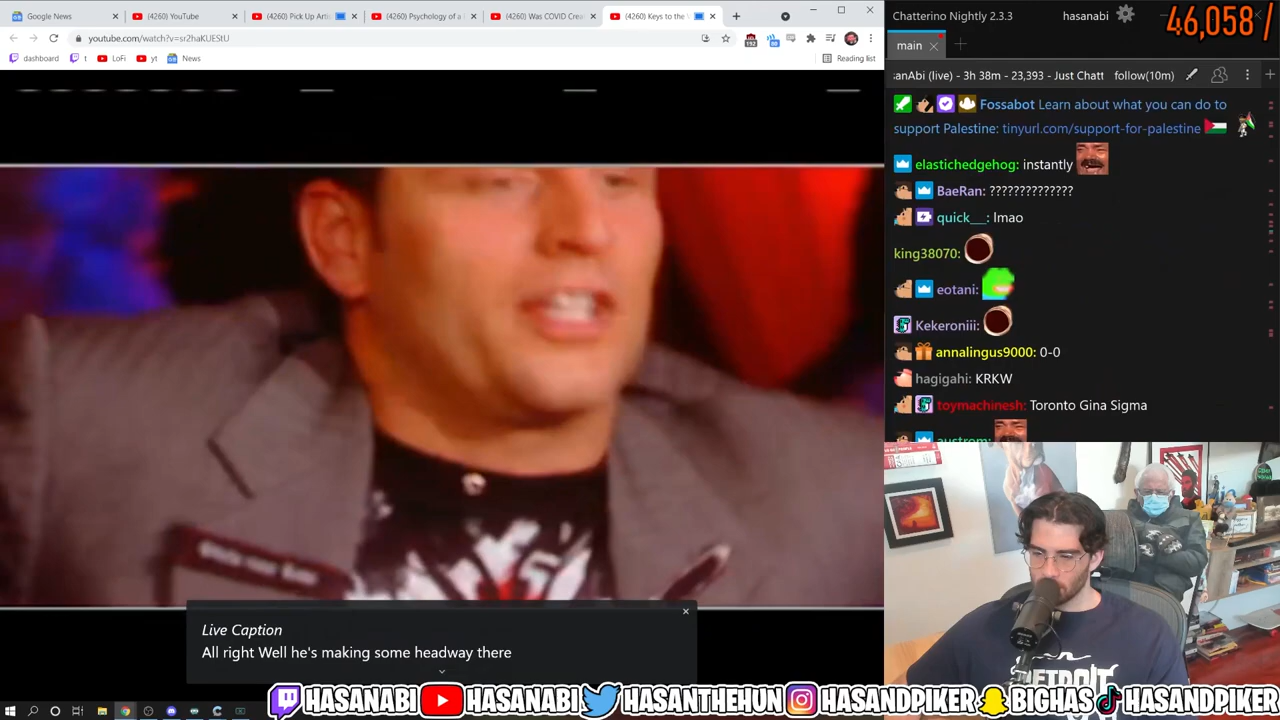 Google News
(4260) YouTube
(4260) Pick Up Arti
(4260) Psychology of a
(4260) Was COVID Crea
(4260) Keys to the V
youtube.com/watch?v=sr2haKUEStU
192
80
dashboard
t
LoFi
yt
News
Reading list
Live Caption
All right Well he's making some headway there
Chatterino Nightly 2.3.3
hasanabi
46,058 /
main
sanAbi (live) - 3h 38m - 23,393 - Just Chatt
follow(10m)
Fossabot Learn about what you can do to
support Palestine: tinyurl.com/support-for-palestine
elastichedgehog: instantly
BaeRan: ??????????????
quick__: lmao
king38070:
eotani:
Kekeroniii:
annalingus9000: 0-0
hagigahi: KRKW
toymachinesh: Toronto Gina Sigma
austrom:
DETROIT
HASANABI
HASANABI
HASANTHEHUN
HASANDPIKER
BIGHAS
HASANDPIKER